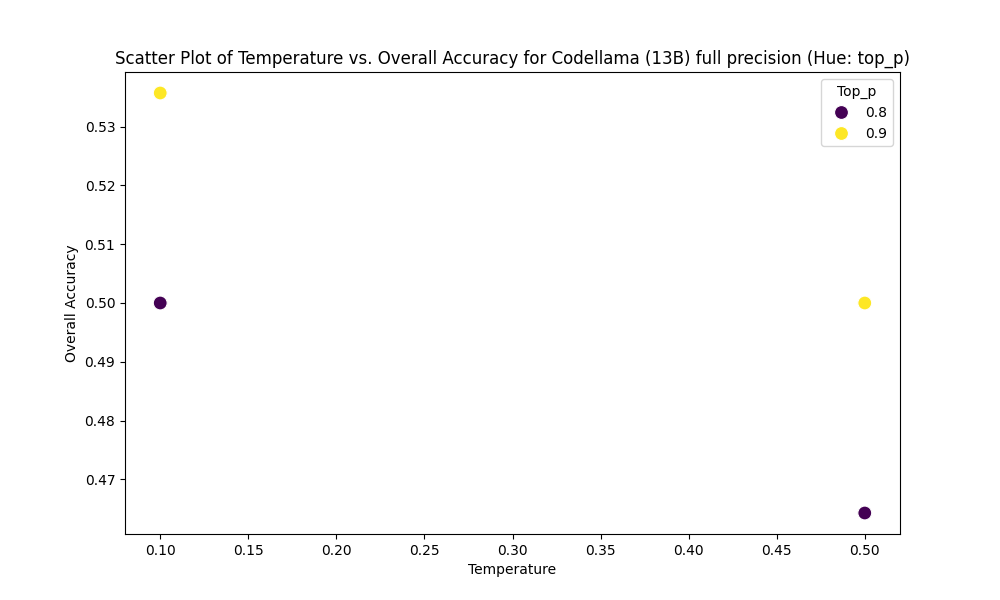 Scatter Plot of Temperature vs. Overall Accuracy for Codellama (13B) full precision (Hue: top_p)
Top_p
0.8
0.9
Overall Accuracy
0.53
0.52
0.51
0.50
0.49
0.48
0.47
0.10 0.15 0.20 0.25 0.30 0.35 0.40 0.45 0.50
Temperature